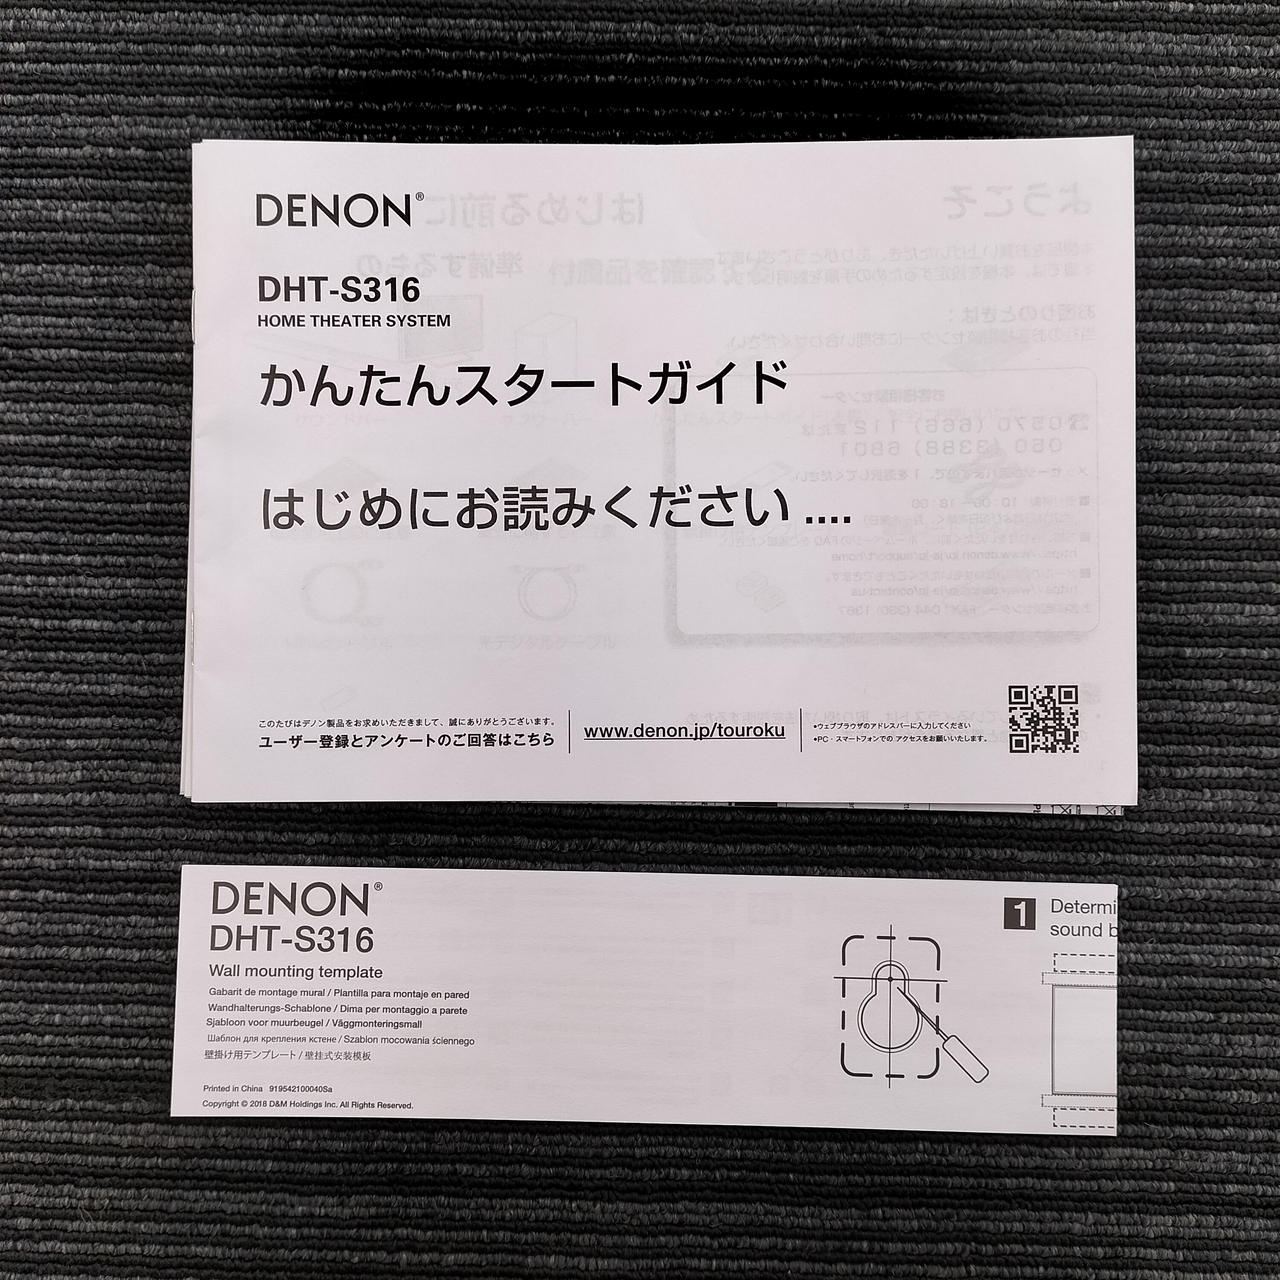 DENON®
DHT-S316
HOME THEATER SYSTEM
かんたんスタートガイド
はじめにお読みください ....
このたびはデノン製品をお求めいただきまして、誠にありがとうございます。
ユーザー登録とアンケートのご回答はこちら
www.denon.jp/touroku
•ウェブブラウザのアドレスバーに入力してください
•PC・スマートフォンでの アクセスをお願いいたします。
DENON®
DHT-S316
Wall mounting template
Gabarit de montage mural / Plantilla para montaje en pared
Wandhalterungs-Schablone / Dima per montaggio a parete
Sjabloon voor muurbeugel / Väggmonteringsmall
Шаблон для крепления кстене / Szablon mocowania ściennego
壁掛け用テンプレート / 壁挂式安装模板
Printed in China 919542100040Sa
Copyright © 2018 D&M Holdings Inc. All Rights Reserved.
1 Determi
sound b